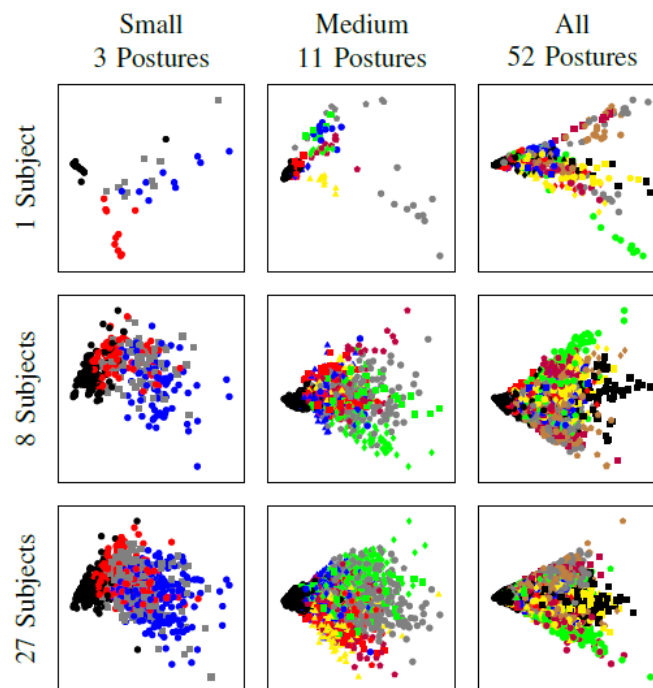 Small
3 Postures
Medium
11 Postures
All
52 Postures
1 Subject
8 Subjects
27 Subjects